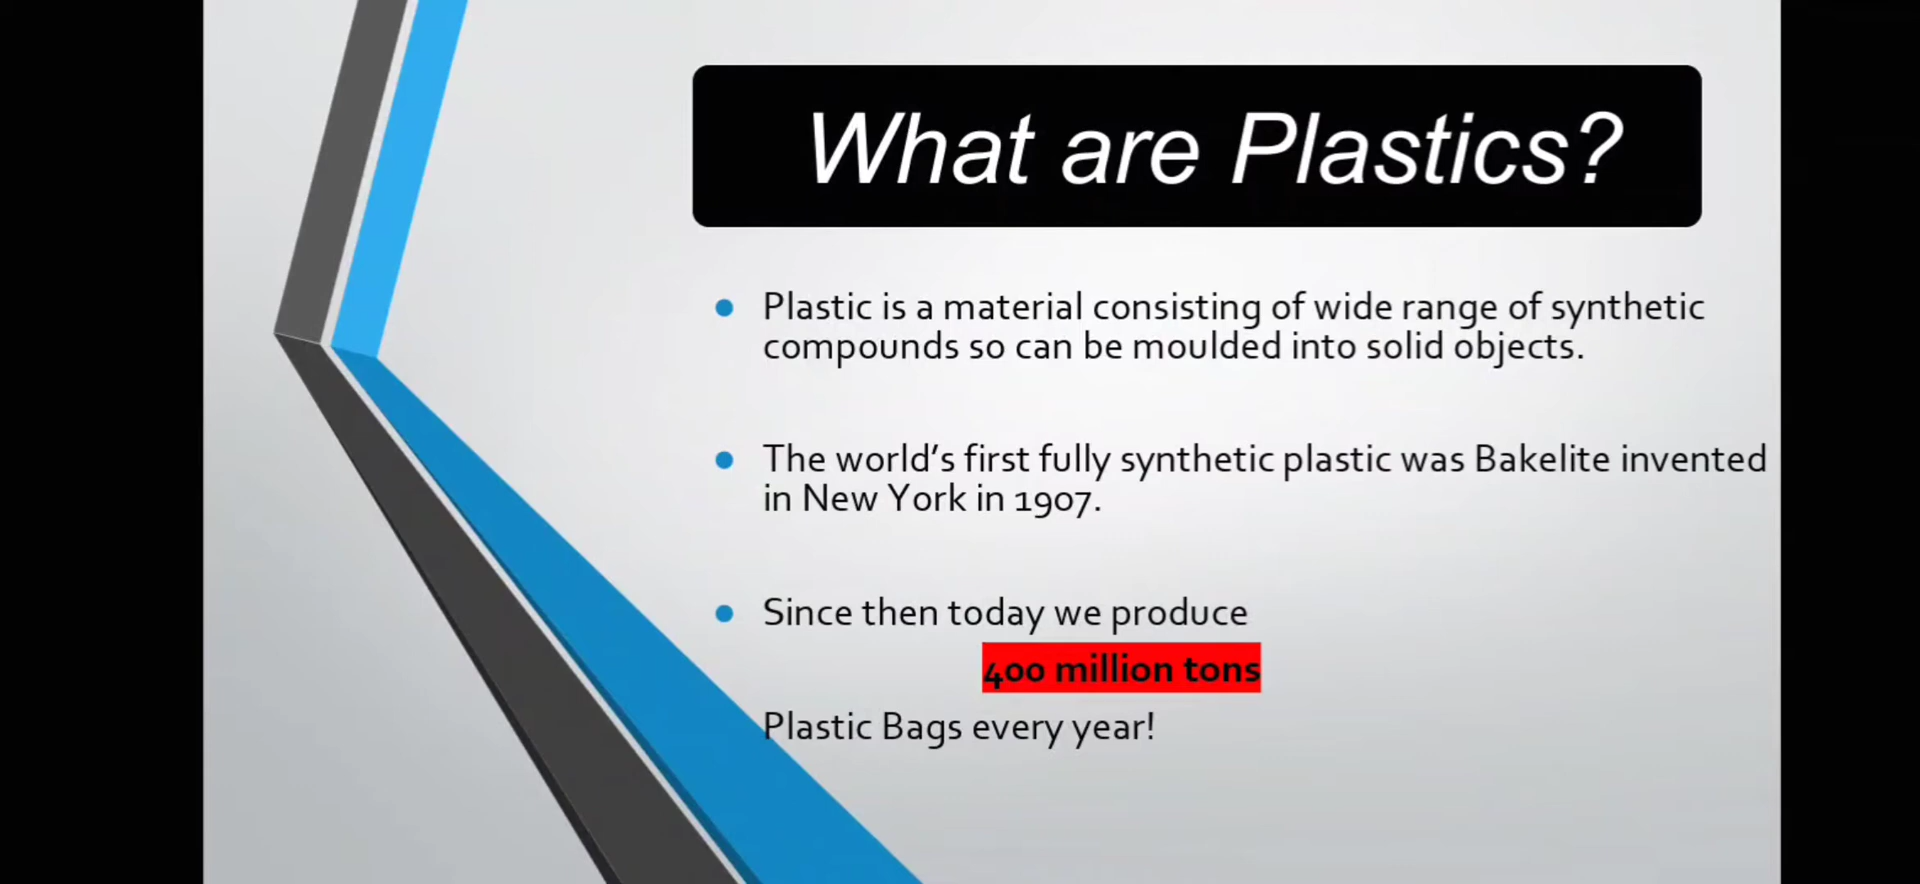 What are Plastics?
Plastic is a material consisting of wide range of synthetic
compounds so can be moulded into solid objects.
The world’s first fully synthetic plastic was Bakelite invented
in New York in 1907.
Since then today we produce
400 million tons
Plastic Bags every year!